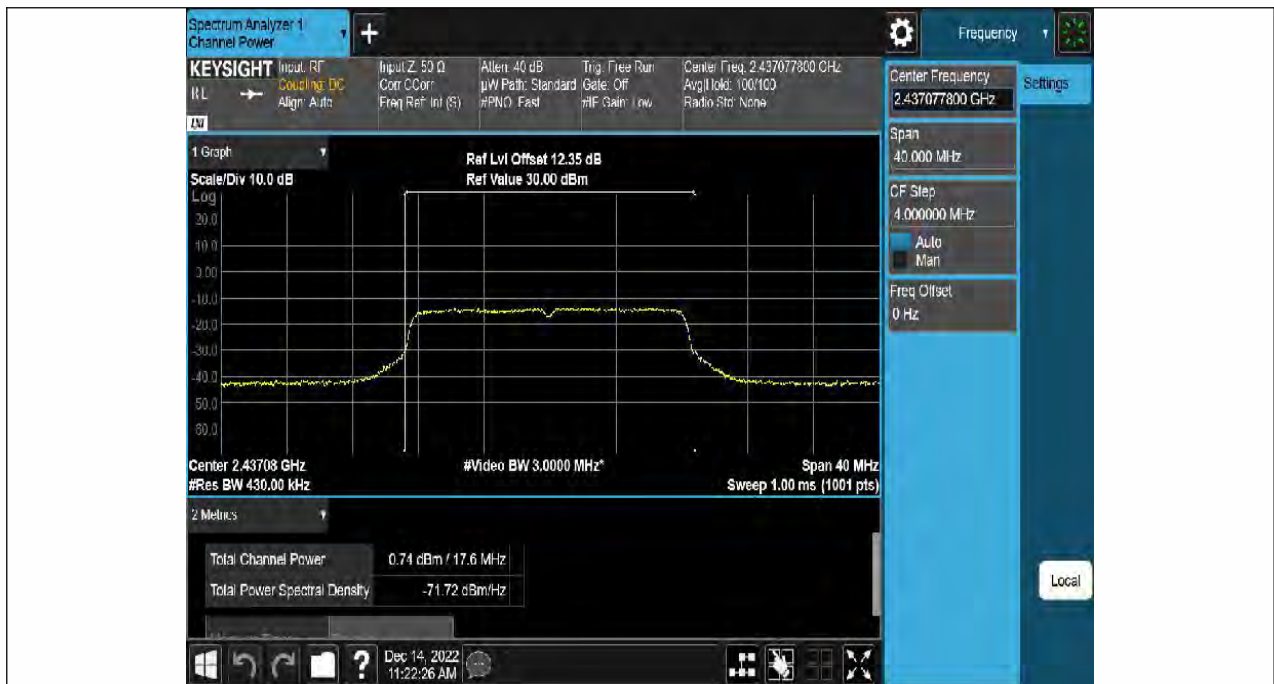 Spectrum Analyzer 1
Channel Power
+
Frequency
KEYSIGHT
RL
Input: RF
Coupling: DC
Align: Auto
Input Z: 50 Ω
Corr CCorr
Freq Ref: Int (S)
Atten: 40 dB
µW Path: Standard
#PNO: Fast
Trig: Free Run
Gate: Off
#IF Gain: Low
Center Freq: 2.437077800 GHz
Avg|Hold: 100/100
Radio Std: None
LXI
Center Frequency
2.437077800 GHz
Settings
Span
40.000 MHz
CF Step
4.000000 MHz
Auto
Man
Freq Offset
0 Hz
1 Graph
Scale/Div 10.0 dB
Ref Lvl Offset 12.35 dB
Ref Value 30.00 dBm
Log
20.0
10.0
0.00
-10.0
-20.0
-30.0
-40.0
-50.0
-60.0
Center 2.43708 GHz
#Res BW 430.00 kHz
#Video BW 3.0000 MHz*
Span 40 MHz
Sweep 1.00 ms (1001 pts)
2 Metrics
Total Channel Power 0.74 dBm / 17.6 MHz
Total Power Spectral Density -71.72 dBm/Hz
Local
?
Dec 14, 2022
11:22:26 AM